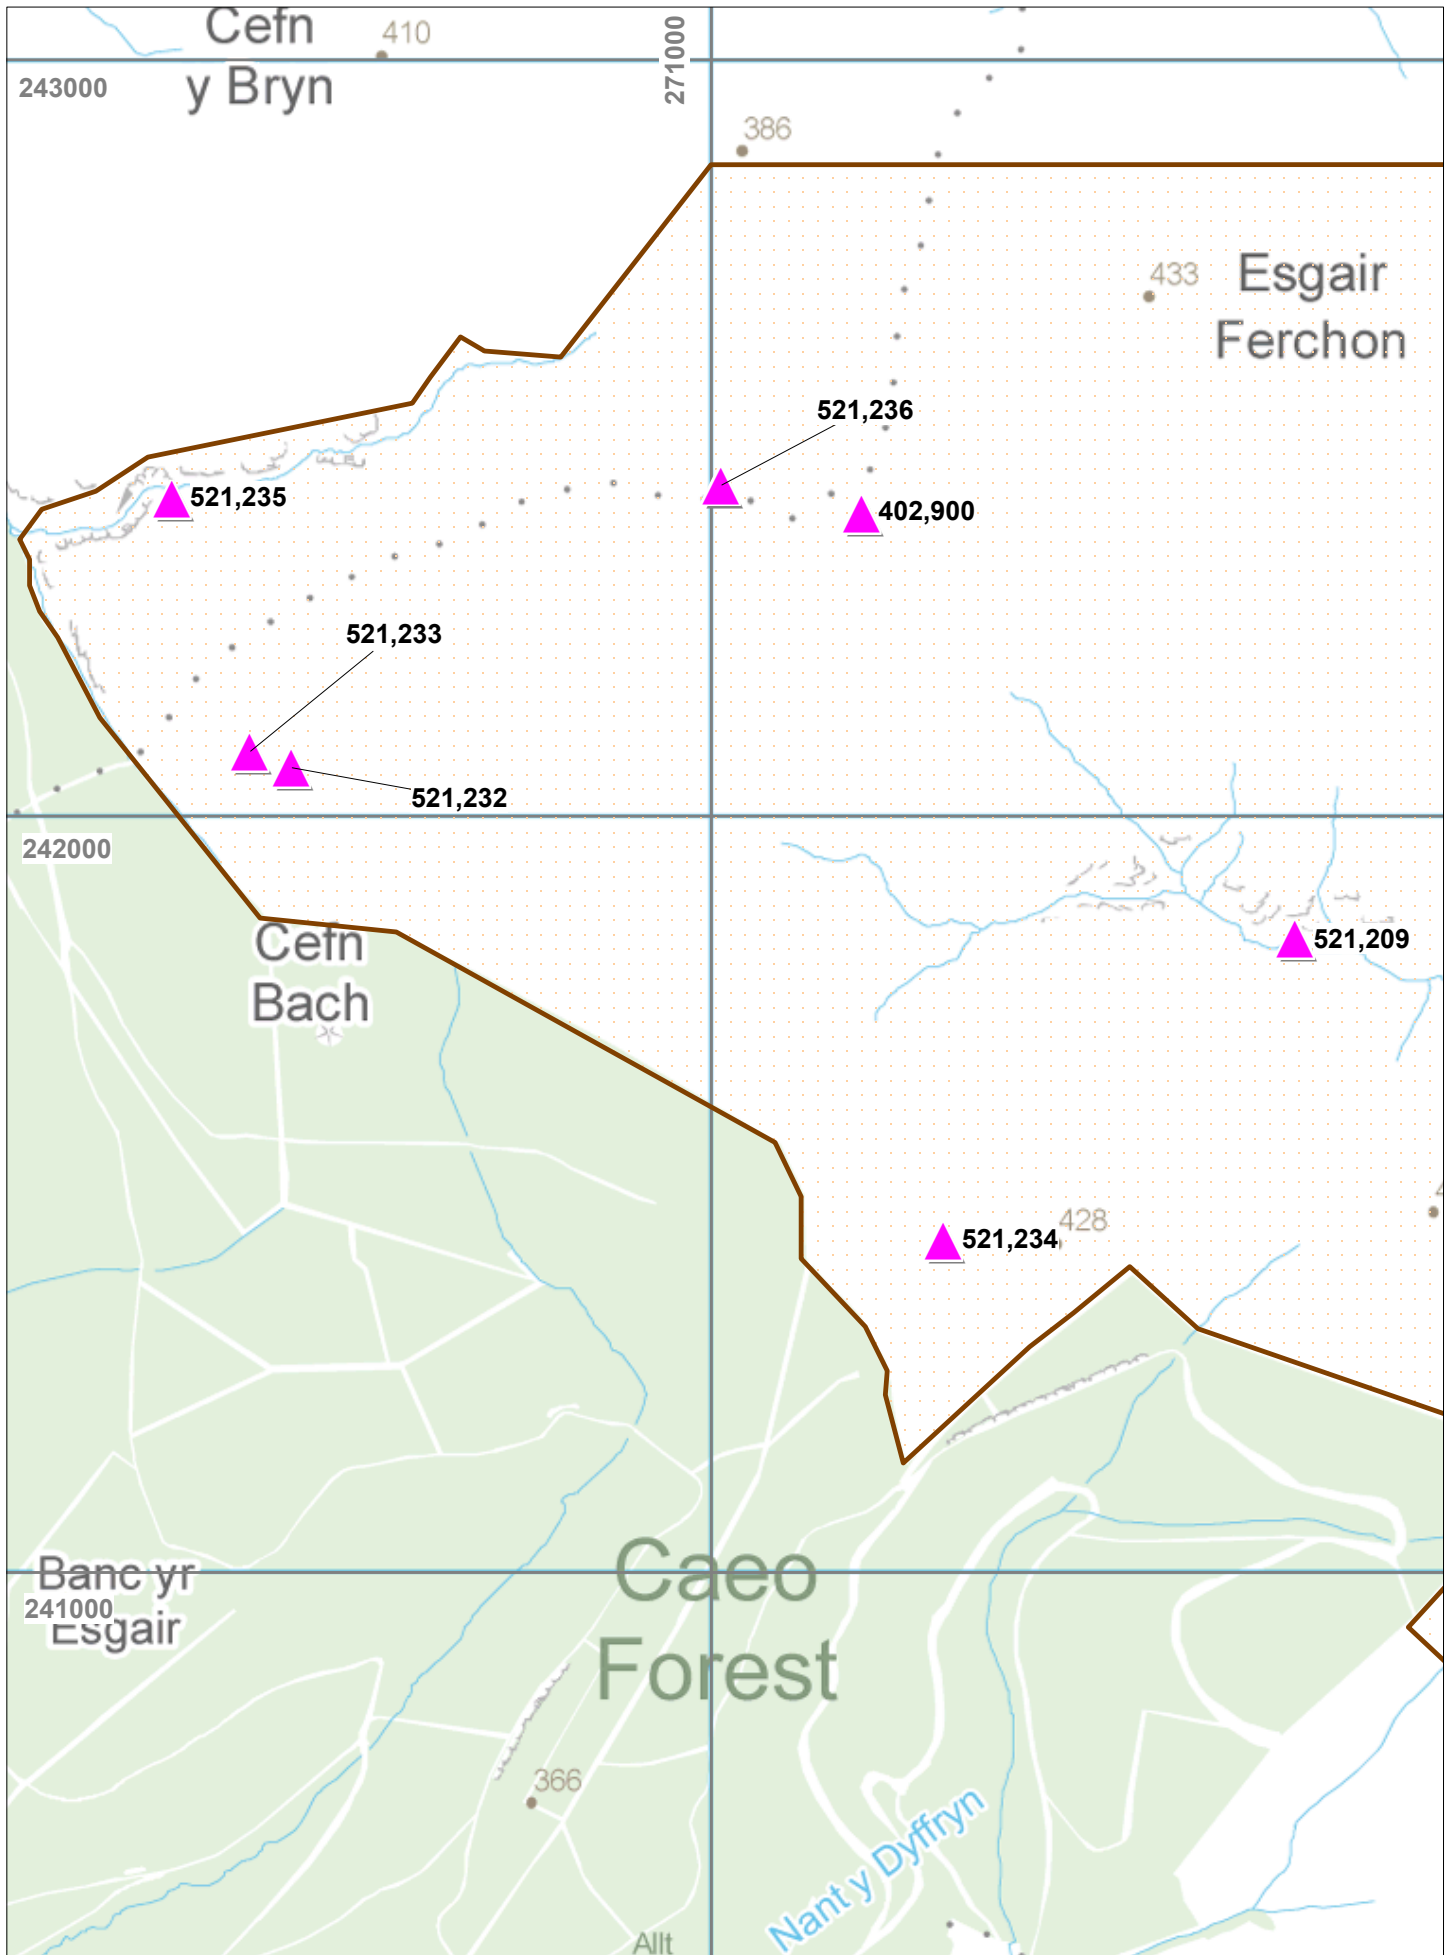 Cefn
y Bryn
410
271000
243000
386
433
Esgair
Ferchon
521,236
521,235
402,900
521,233
521,232
242000
Cefn
Bach
521,209
428
521,234
Caeo
Forest
Banc yr
241000
Esgair
366
Nant y Dyffryn
Allt